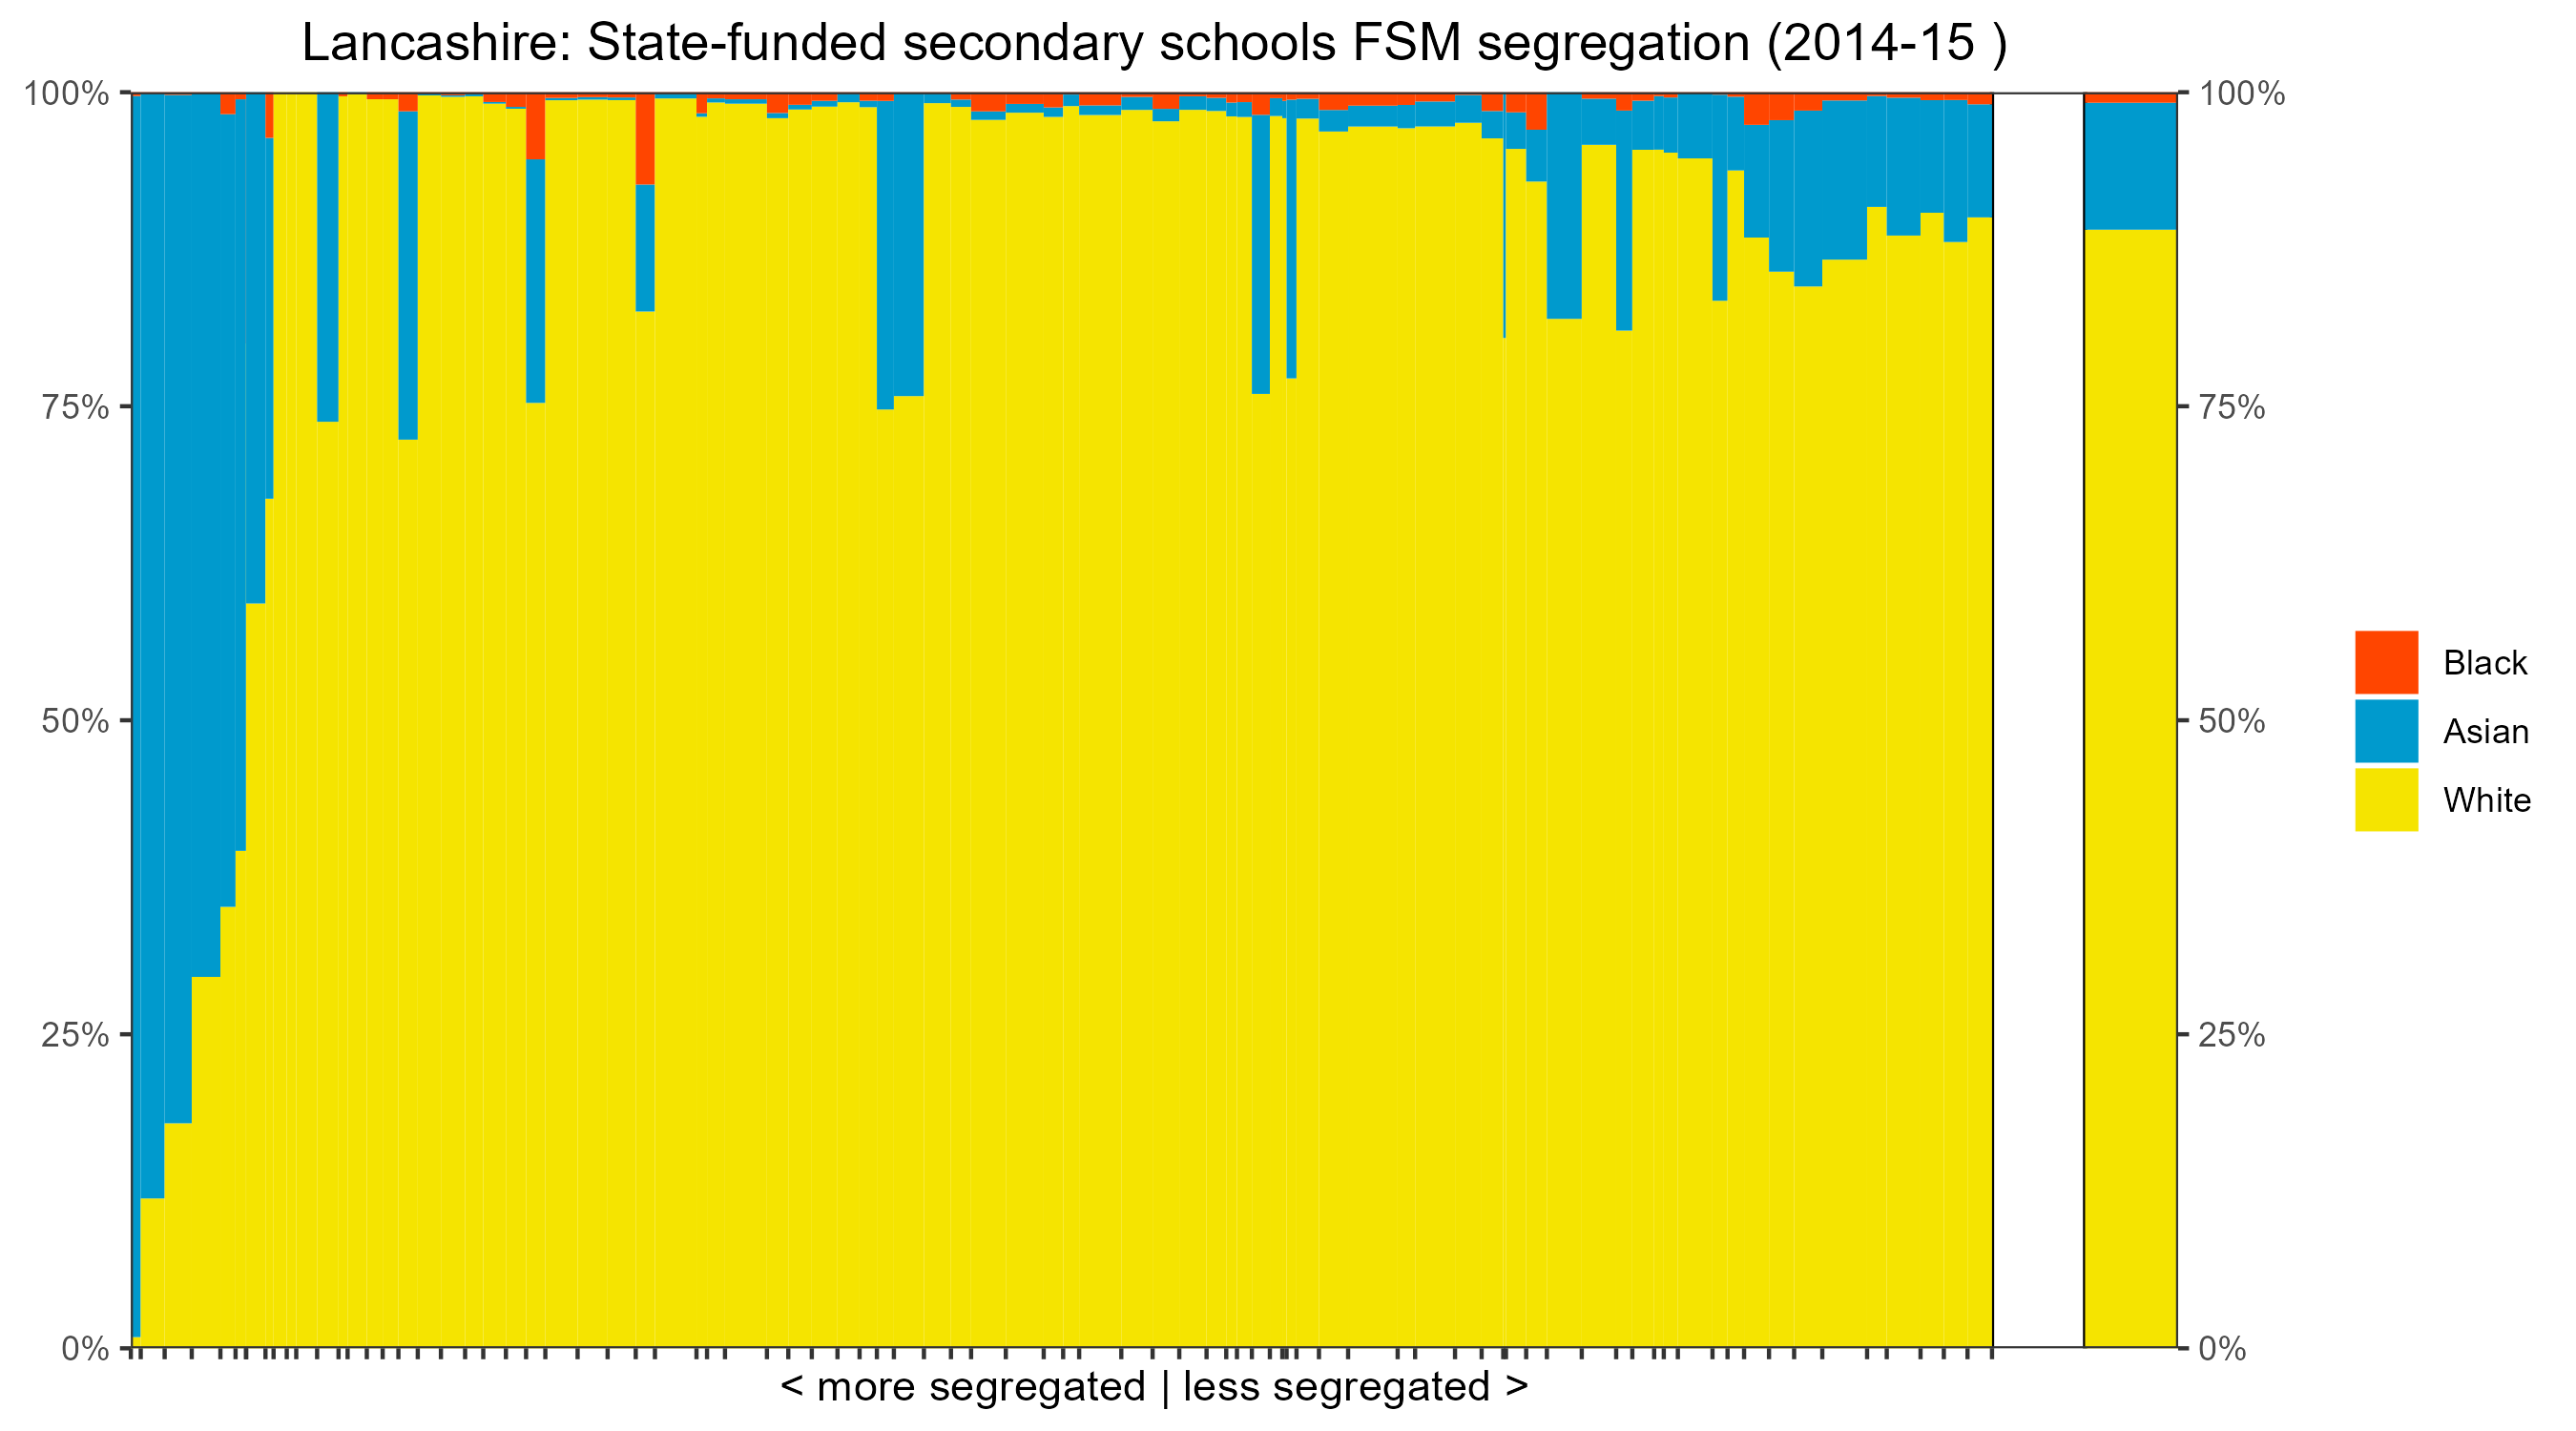 Lancashire: State-funded secondary schools FSM segregation (2014-15 )
100%
75%
50%
25%
0%
100%
75%
50%
25%
0%
Black
Asian
White
< more segregated | less segregated >